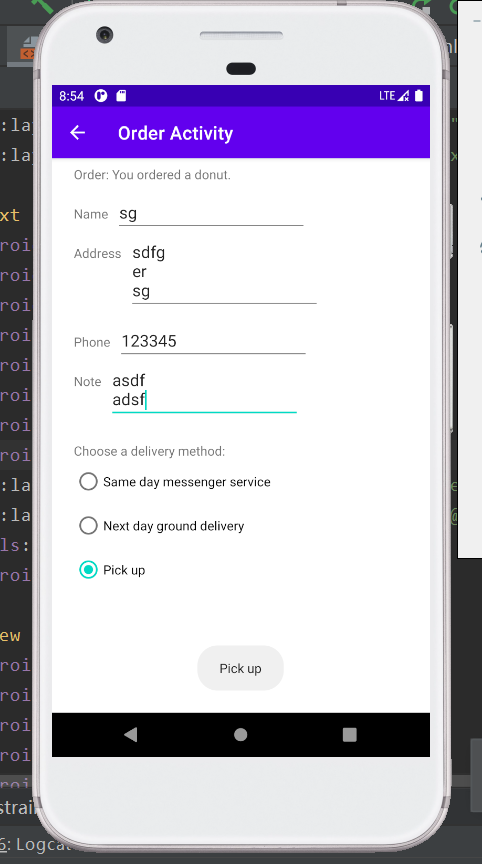 8:54 LTE
Order Activity
Order: You ordered a donut.
Name sg
Address sdfg
er
sg
Phone 123345
Note asdf
adsf
Choose a delivery method:
Same day messenger service
Next day ground delivery
Pick up
Pick up
:la
:la
xt
roi
roi
roi
roi
roi
roi
roi
roi
:la
:la
ls:
roi
ew
roi
roi
roi
roi
roi
strai
6: Logca